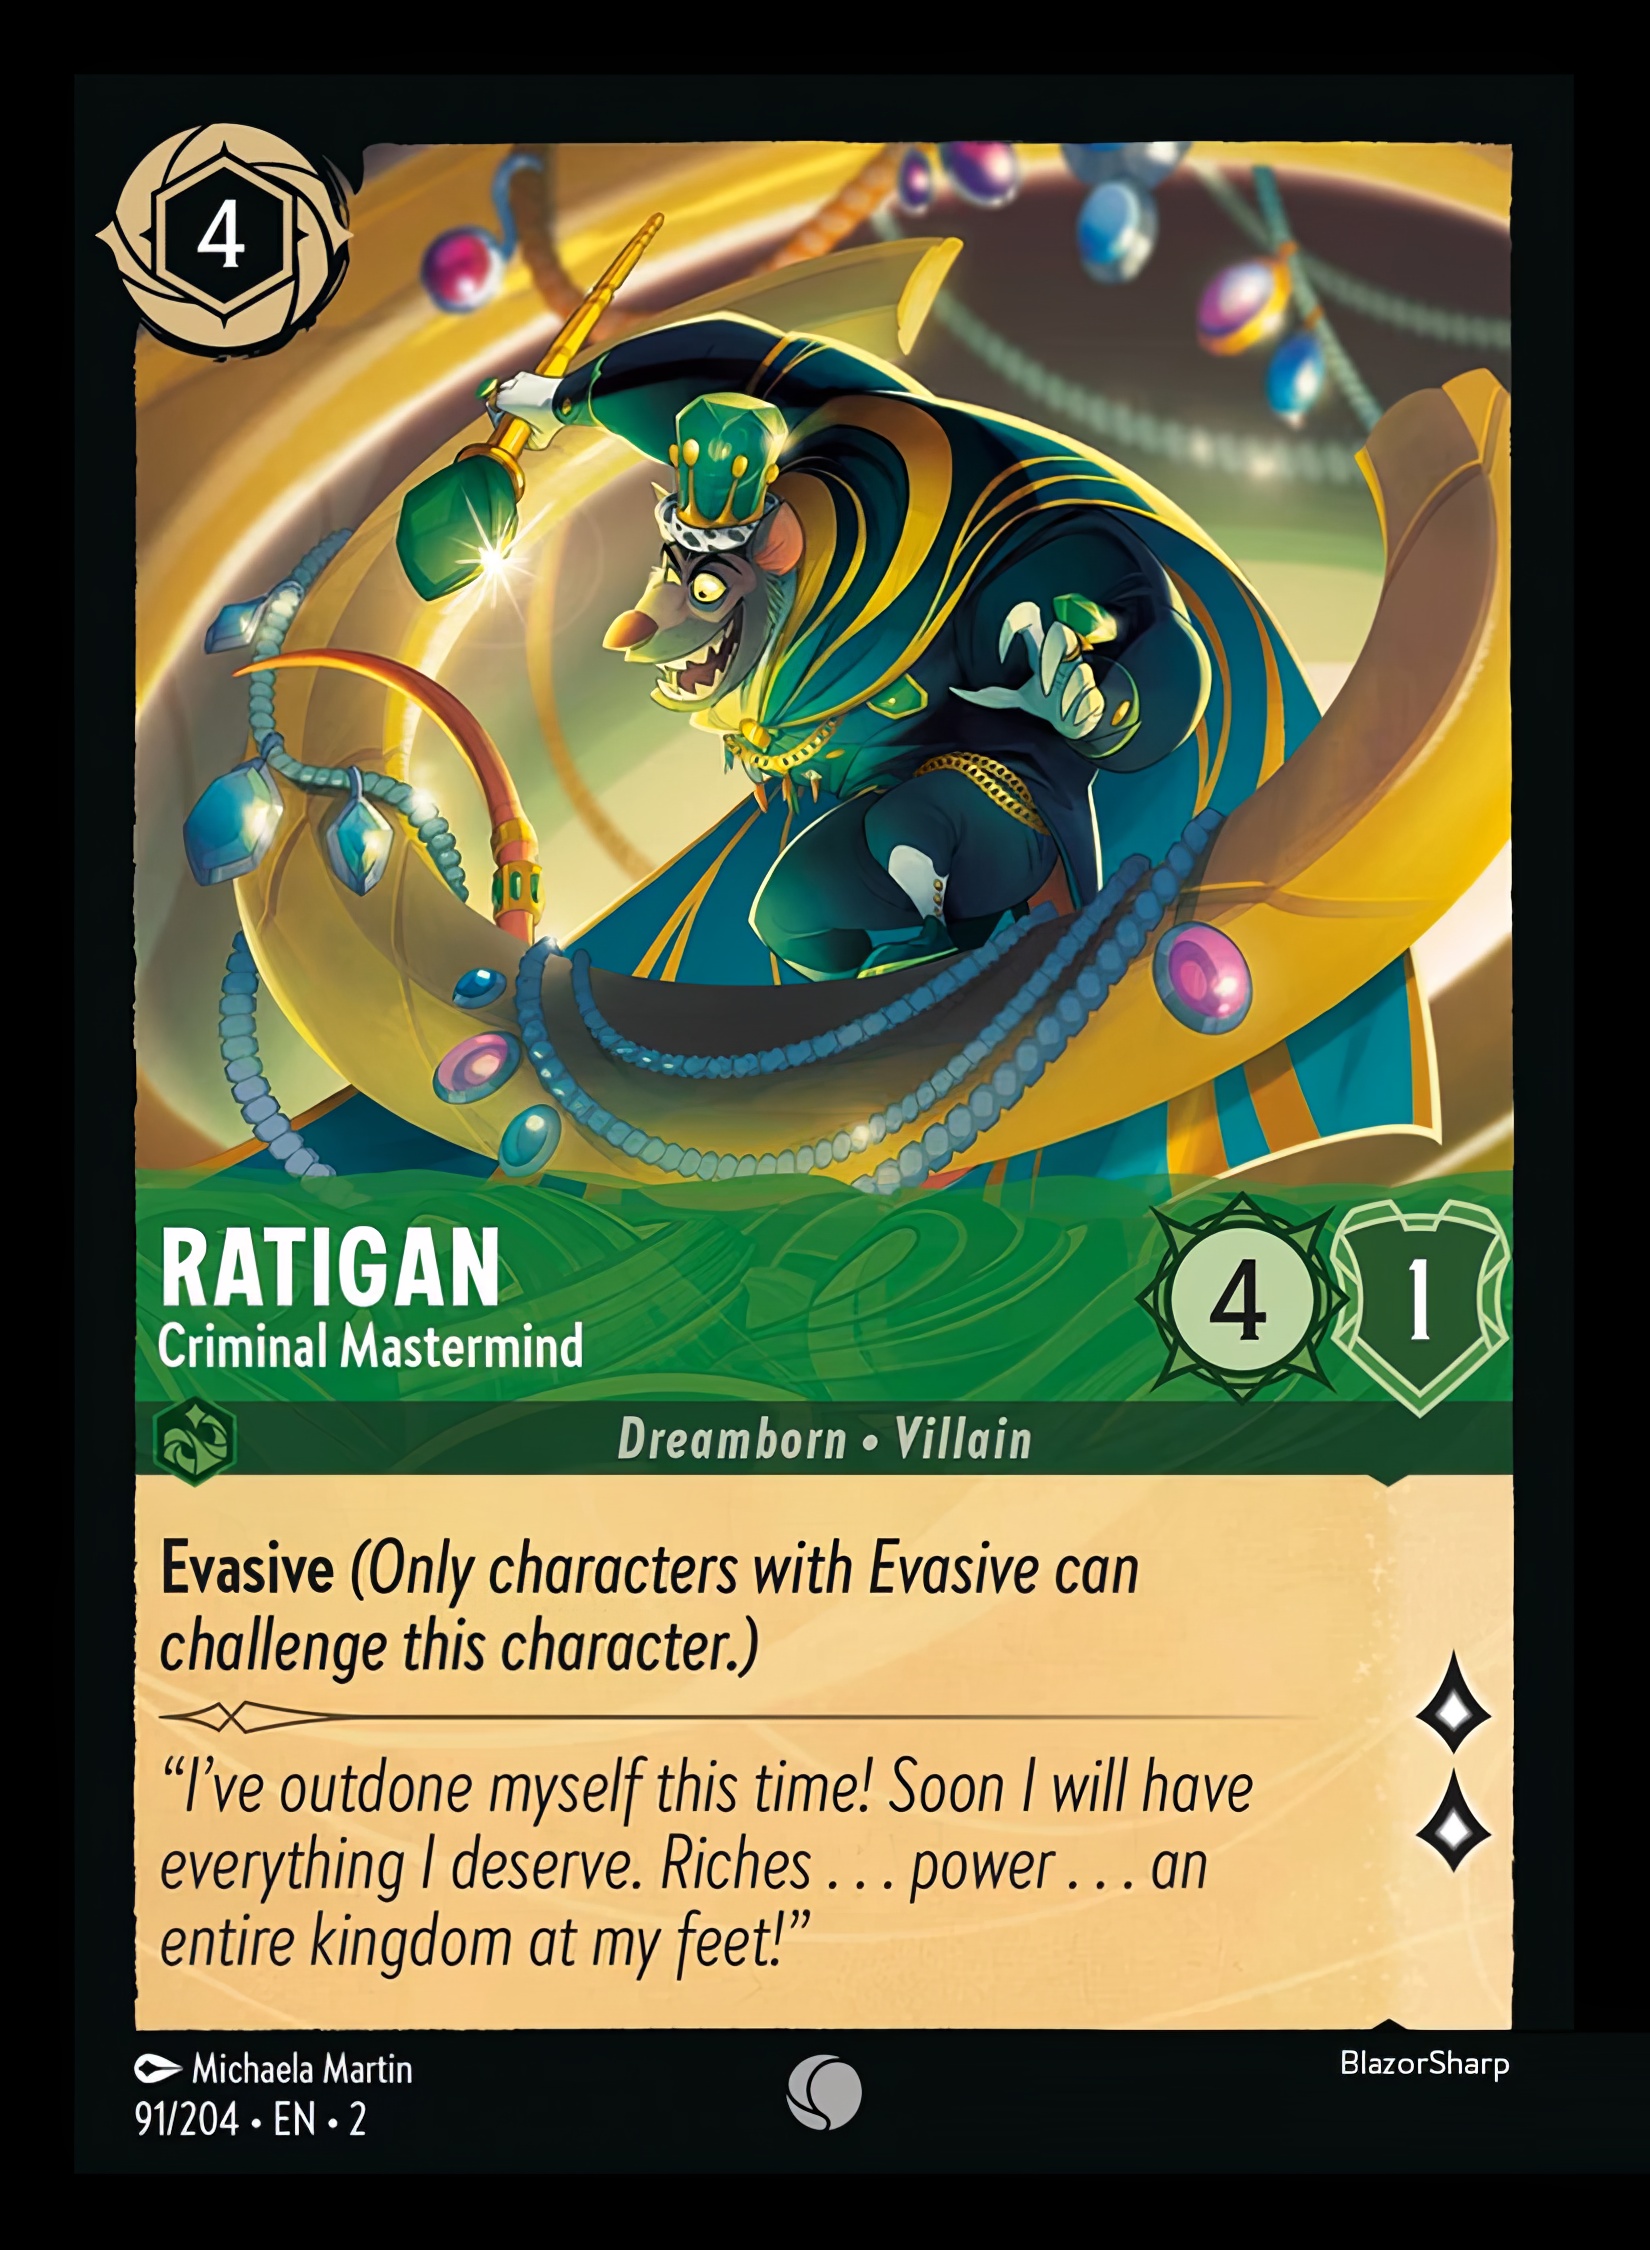 4
RATIGAN
Criminal Mastermind
4
1
Dreamborn • Villain
Evasive (Only characters with Evasive can
challenge this character.)
“I’ve outdone myself this time! Soon I will have
everything I deserve. Riches . . . power . . . an
entire kingdom at my feet!”
Michaela Martin
BlazorSharp
91/204 • EN • 2